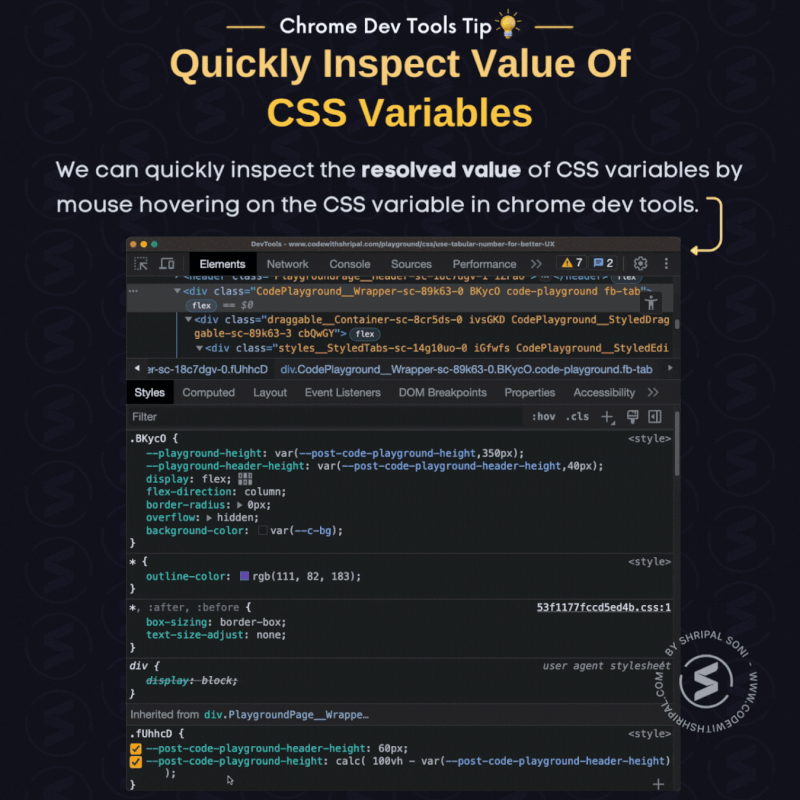 Chrome Dev Tools Tip
Quickly Inspect Value Of
CSS Variables
We can quickly inspect the resolved value of CSS variables by
mouse hovering on the CSS variable in chrome dev tools.
DevTools - www.codewithshripal.com/playground/css/use-tabular-number-for-better-UX
Elements Network Console Sources Performance >> 7 2
<div class="CodePlayground__Wrapper-sc-89k63-0 BKycO code-playground fb-tab">
flex == $0
<div class="draggable__Container-sc-8cr5ds-0 ivsGKD CodePlayground__StyledDrag
gable-sc-89k63-3 cbQwGY"> flex
<div class="styles__StyledTabs-sc-14g10uo-0 iGfwfs CodePlayground__StyledEdi
er-sc-18c7dgv-0.fUhhcD div.CodePlayground__Wrapper-sc-89k63-0.BKycO.code-playground.fb-tab
Styles Computed Layout Event Listeners DOM Breakpoints Properties Accessibility >>
Filter :hov .cls +
.BKycO { <style>
--playground-height: var(--post-code-playground-height,350px);
--playground-header-height: var(--post-code-playground-header-height,40px);
display: flex;
flex-direction: column;
border-radius: 0px;
overflow: hidden;
background-color: var(--c-bg);
}
* { <style>
outline-color: rgb(111, 82, 183);
}
*, :after, :before { 53f1177fccd5ed4b.css:1
box-sizing: border-box;
text-size-adjust: none;
}
div { user agent stylesheet
display: block;
}
Inherited from div.PlaygroundPage__Wrappe…
.fUhhcD { <style>
--post-code-playground-header-height: 60px;
--post-code-playground-height: calc( 100vh - var(--post-code-playground-header-height)
);
}
BY SHRIPAL SONI - WWW.CODEWITHSHRIPAL.COM